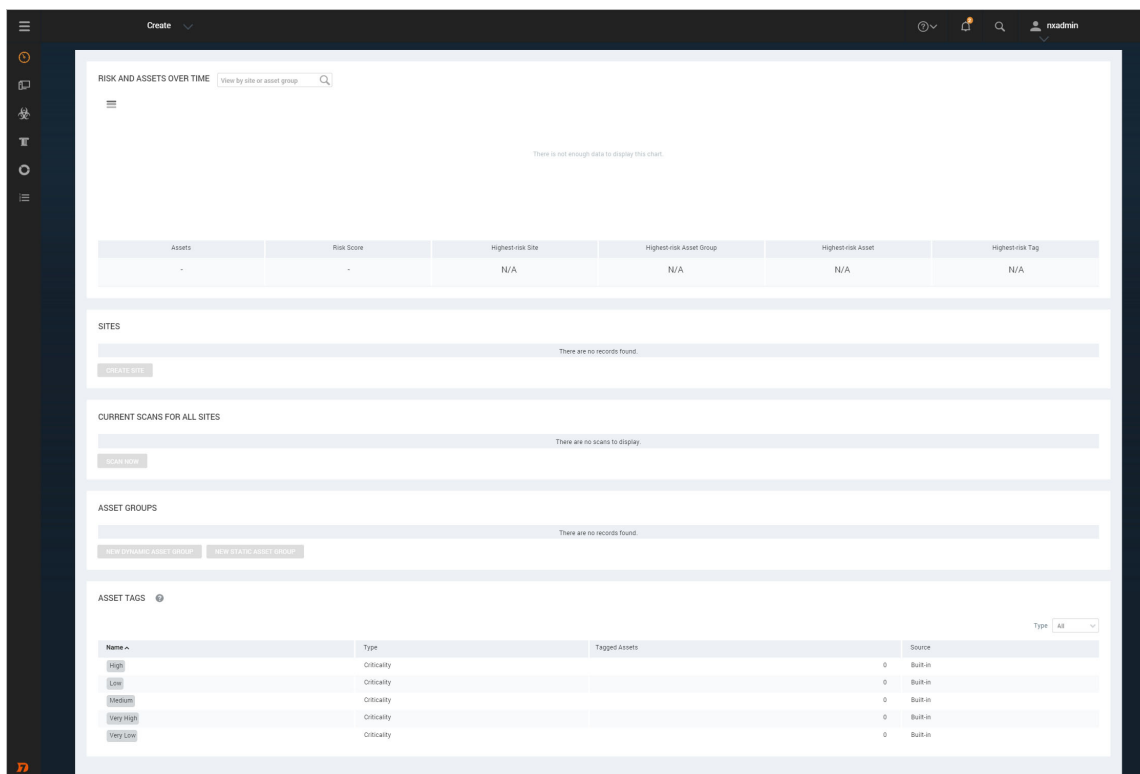 Create
nxadmin
RISK AND ASSETS OVER TIME View by site or asset group
There is not enough data to display this chart.
Assets Risk Score Highest-risk Site Highest-risk Asset Group Highest-risk Asset Highest-risk Tag
- - N/A N/A N/A N/A
SITES
There are no records found.
CREATE SITE
CURRENT SCANS FOR ALL SITES
There are no scans to display.
SCAN NOW
ASSET GROUPS
There are no records found.
NEW DYNAMIC ASSET GROUP NEW STATIC ASSET GROUP
ASSET TAGS
Type All
Name Type Tagged Assets Source
High Criticality 0 Built-in
Low Criticality 0 Built-in
Medium Criticality 0 Built-in
Very High Criticality 0 Built-in
Very Low Criticality 0 Built-in